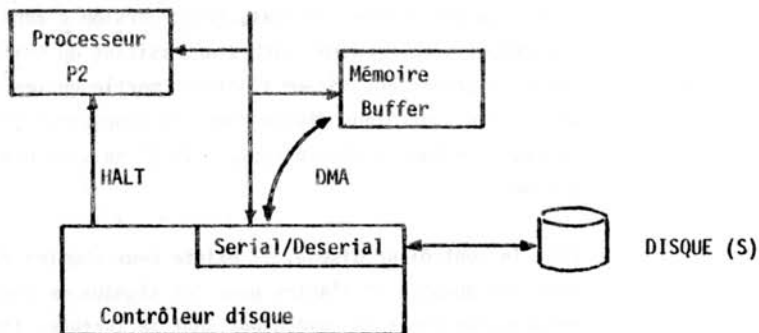 Processeur
P2
Mémoire
Buffer
HALT
DMA
Serial/Deserial
DISQUE (S)
Contrôleur disque